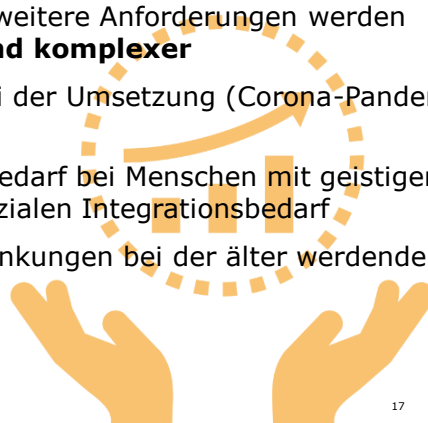 weitere Anforderungen werden
nd komplexer
i der Umsetzung (Corona-Pander
edarf bei Menschen mit geistiger
zialen Integrationsbedarf
nkungen bei der älter werdende
17